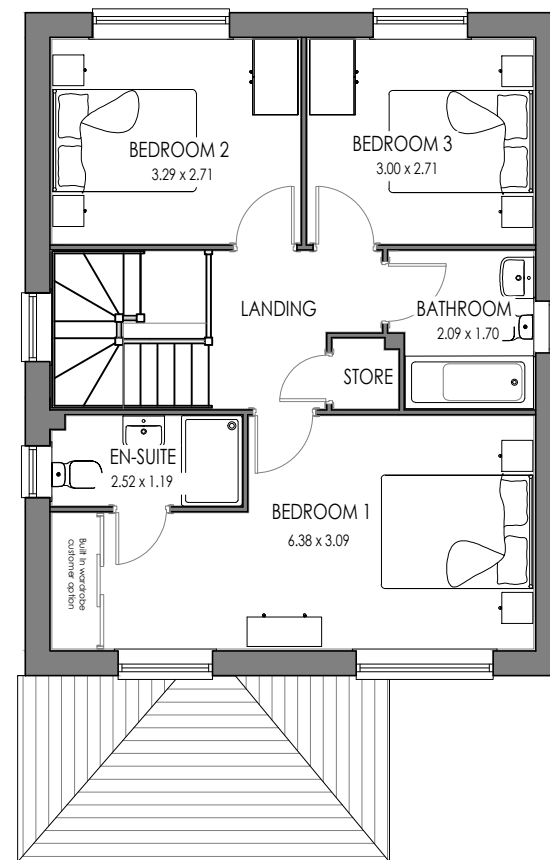 BEDROOM 2
3.29 x 2.71
BEDROOM 3
3.00 x 2.71
LANDING
BATHROOM
2.09 x 1.70
STORE
EN-SUITE
2.52 x 1.19
BEDROOM 1
6.38 x 3.09
Built in wardrobe
customer option